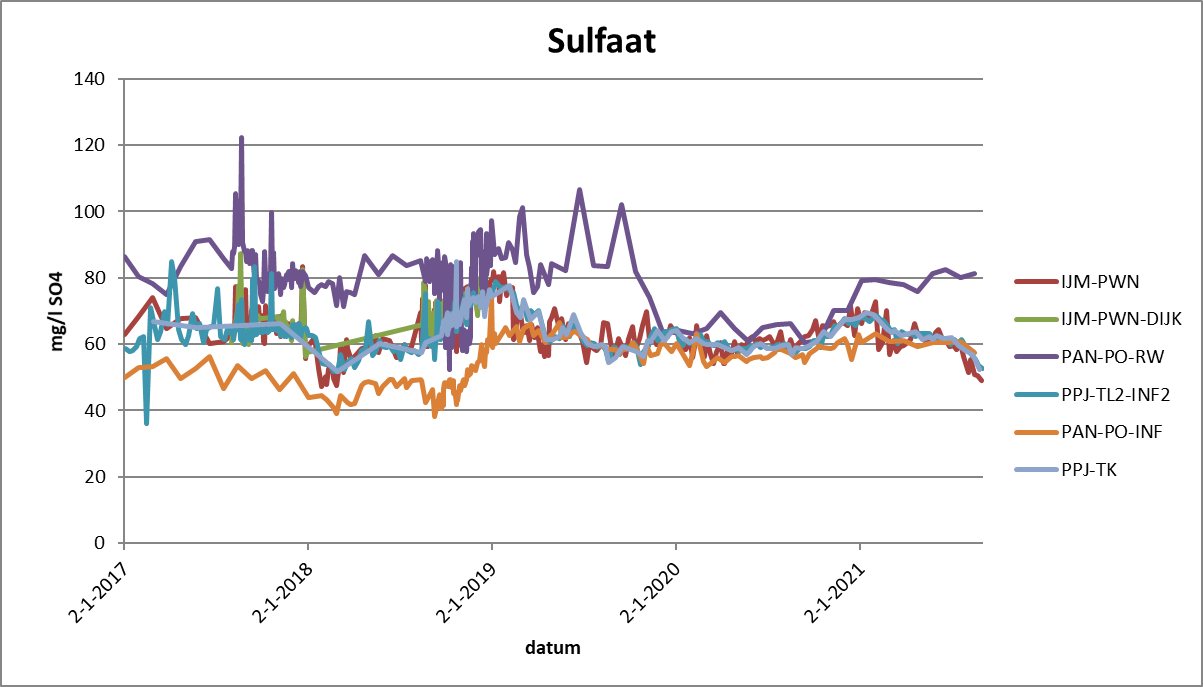 Sulfaat
140
120
100
80
60
40
20
0
mg/l SO4
2-1-2017
2-1-2018
2-1-2019
2-1-2020
2-1-2021
datum
IJM-PWN
IJM-PWN-DIJK
PAN-PO-RW
PPJ-TL2-INF2
PAN-PO-INF
PPJ-TK